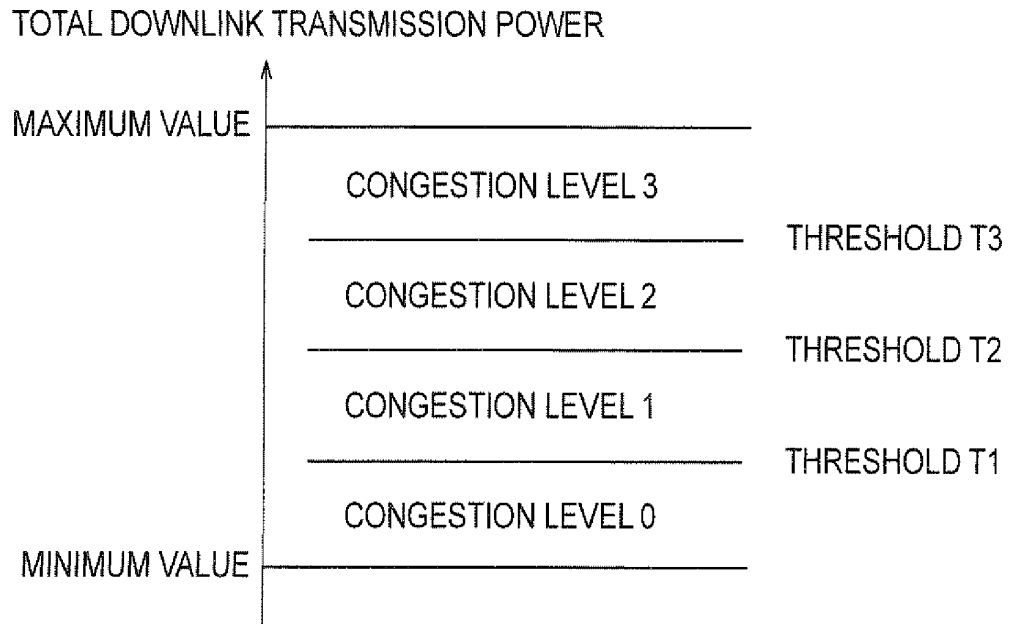 TOTAL DOWNLINK TRANSMISSION POWER
MAXIMUM VALUE
CONGESTION LEVEL 3
THRESHOLD T3
CONGESTION LEVEL 2
THRESHOLD T2
CONGESTION LEVEL 1
THRESHOLD T1
CONGESTION LEVEL 0
MINIMUM VALUE